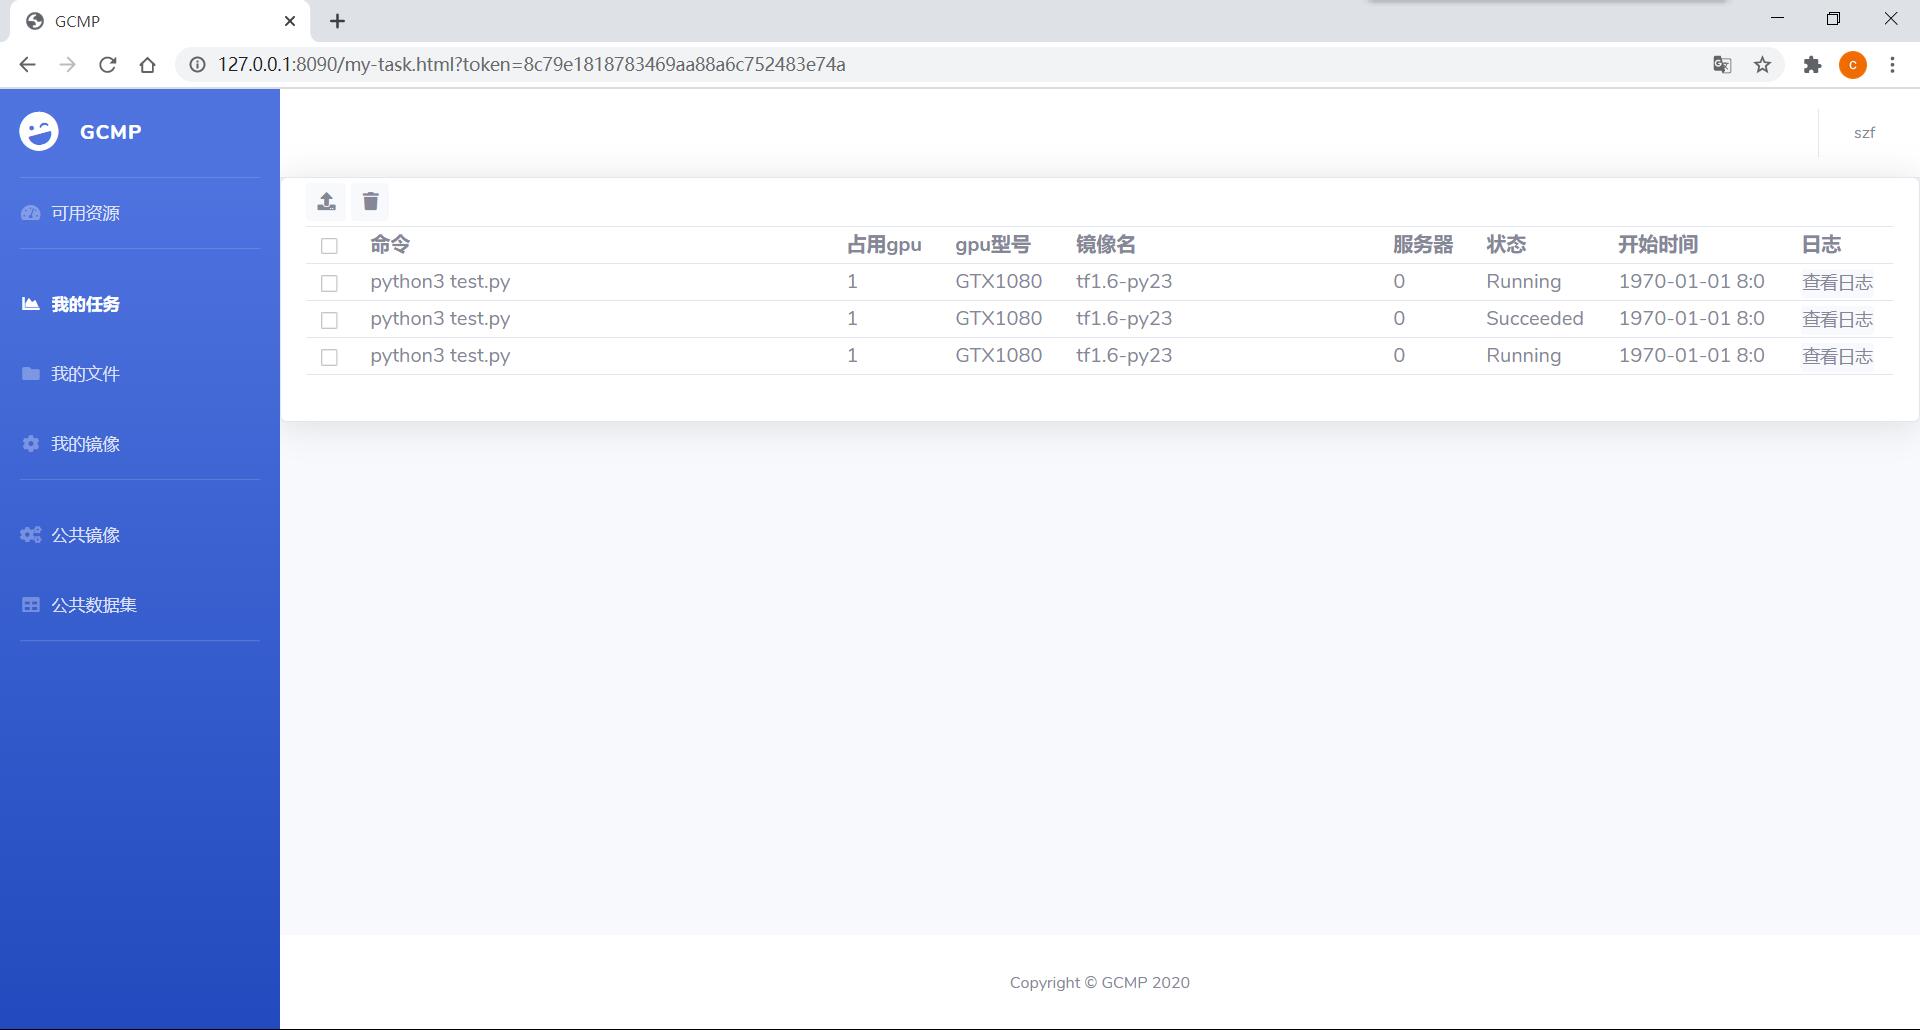 GCMP
127.0.0.1:8090/my-task.html?token=8c79e1818783469aa88a6c752483e74a
c
GCMP
szf
可用资源
我的任务
我的文件
我的镜像
公共镜像
公共数据集
命令 占用gpu gpu型号 镜像名 服务器 状态 开始时间 日志
python3 test.py 1 GTX1080 tf1.6-py23 0 Running 1970-01-01 8:0 查看日志
python3 test.py 1 GTX1080 tf1.6-py23 0 Succeeded 1970-01-01 8:0 查看日志
python3 test.py 1 GTX1080 tf1.6-py23 0 Running 1970-01-01 8:0 查看日志
Copyright © GCMP 2020